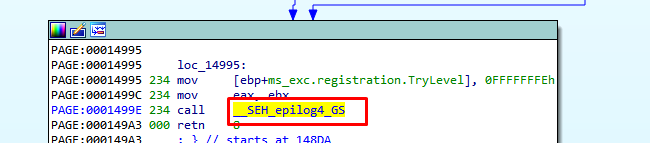 PAGE:00014995
PAGE:00014995 loc_14995:
PAGE:00014995 234 mov [ebp+ms_exc.registration.TryLevel], 0FFFFFFFEh
PAGE:0001499C 234 mov eax, ebx
PAGE:0001499E 234 call __SEH_epilog4_GS
PAGE:000149A3 000 retn 8
PAGE:000149A3 ; } // starts at 148DA